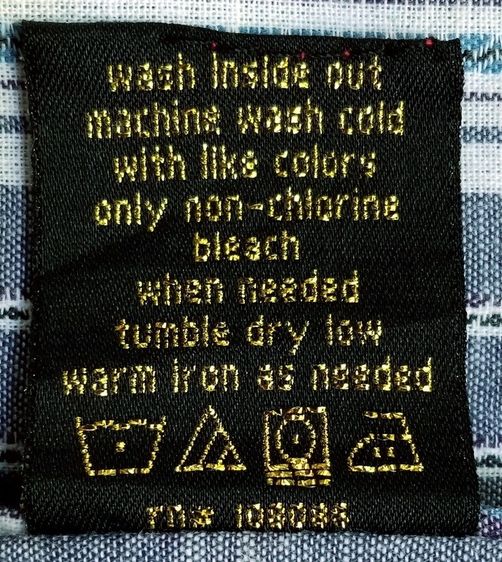 wash inside out
machine wash cold
with like colors
only non-chlorine
bleach
when needed
tumble dry low
warm iron as needed
rn# 109086